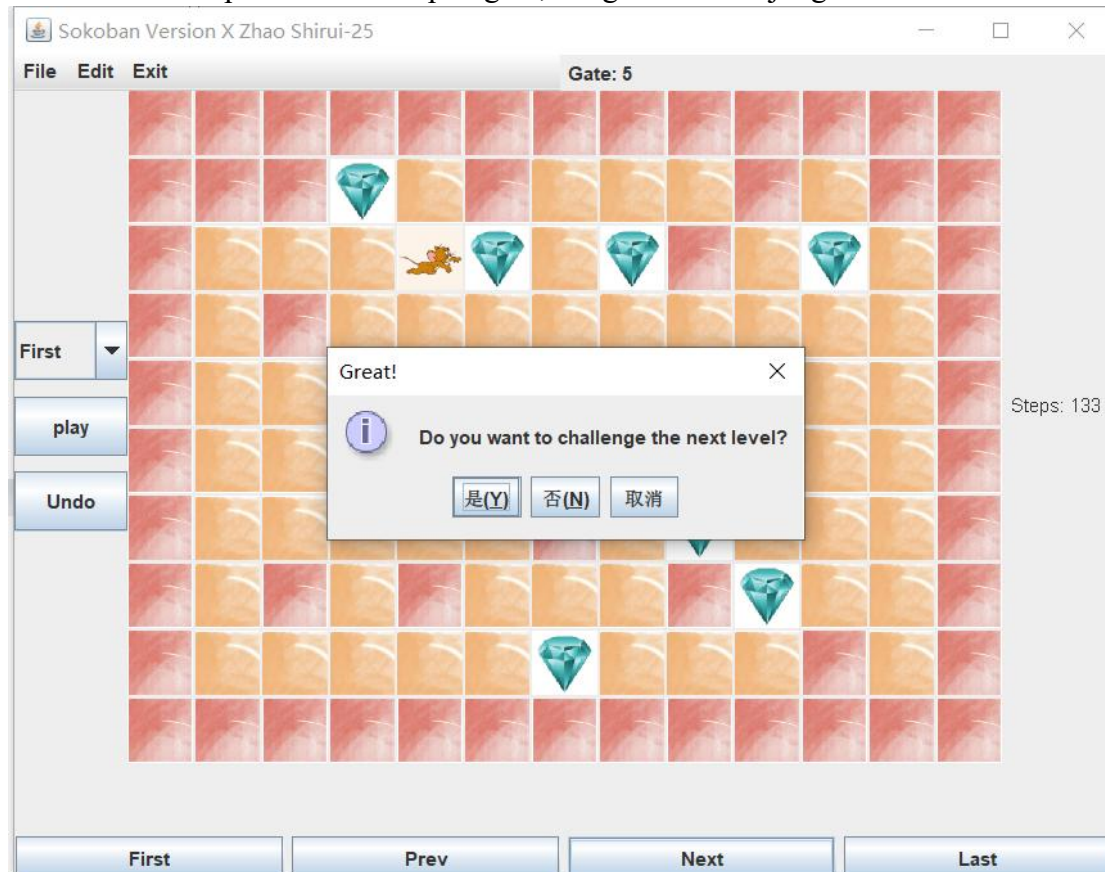 Sokoban Version X Zhao Shirui-25
File Edit Exit
Gate: 5
First
play
Undo
Great!
Do you want to challenge the next level?
是(Y) 否(N) 取消
Steps: 133
First Prev Next Last